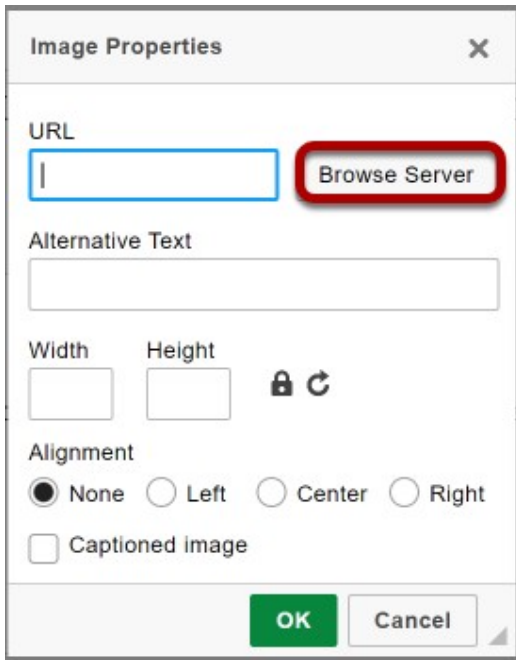 Image Properties
URL
Browse Server
Alternative Text
Width Height
Alignment
None Left Center Right
Captioned image
OK Cancel